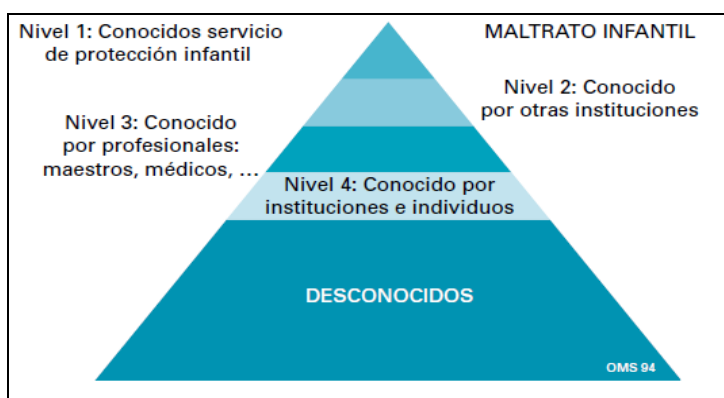 Nivel 1: Conocidos servicio
de protección infantil
MALTRATO INFANTIL
Nivel 2: Conocido
por otras instituciones
Nivel 3: Conocido
por profesionales:
maestros, médicos, ...
Nivel 4: Conocido por
instituciones e individuos
DESCONOCIDOS
OMS 94